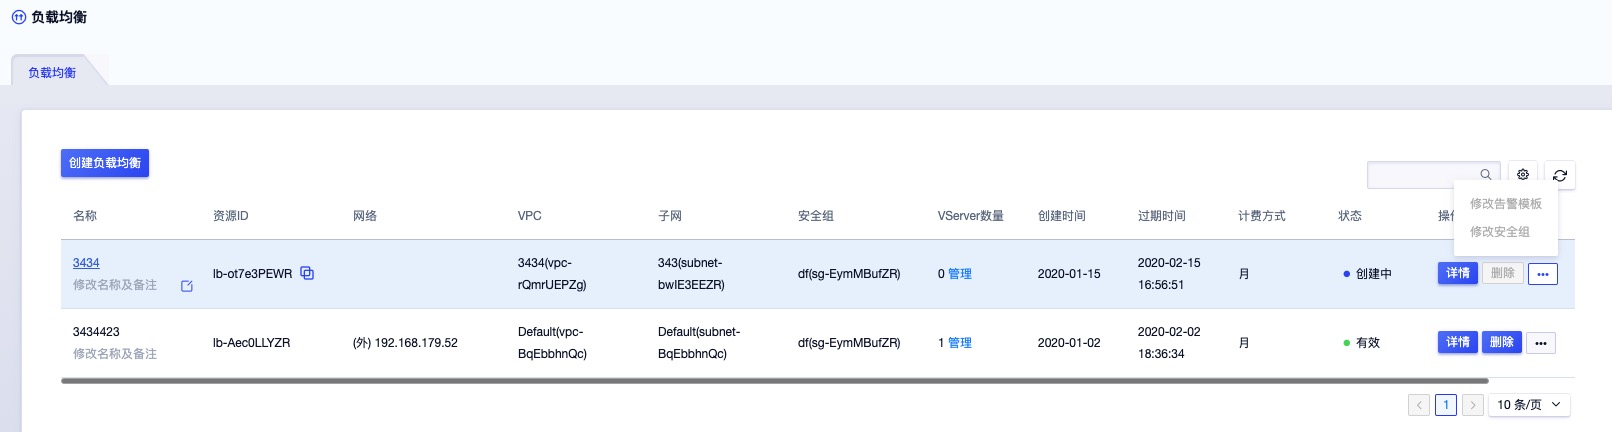 负载均衡
负载均衡
创建负载均衡
名称 资源ID 网络 VPC 子网 安全组 VServer数量 创建时间 过期时间 计费方式 状态
修改告警模板
修改安全组
3434
修改名称及备注
lb-ot7e3PEWR
3434(vpc-
rQmrUEPZg)
343(subnet-
bwIE3EEZR)
df(sg-EymMBufZR)
0 管理
2020-01-15
2020-02-15
16:56:51
月
创建中
详情 删除 •••
3434423
修改名称及备注
lb-Aec0LLYZR
(外) 192.168.179.52
Default(vpc-
BqEbbhnQc)
Default(subnet-
BqEbbhnQc)
df(sg-EymMBufZR)
1 管理
2020-01-02
2020-02-02
18:36:34
月
有效
详情 删除 •••
< 1 > 10 条/页